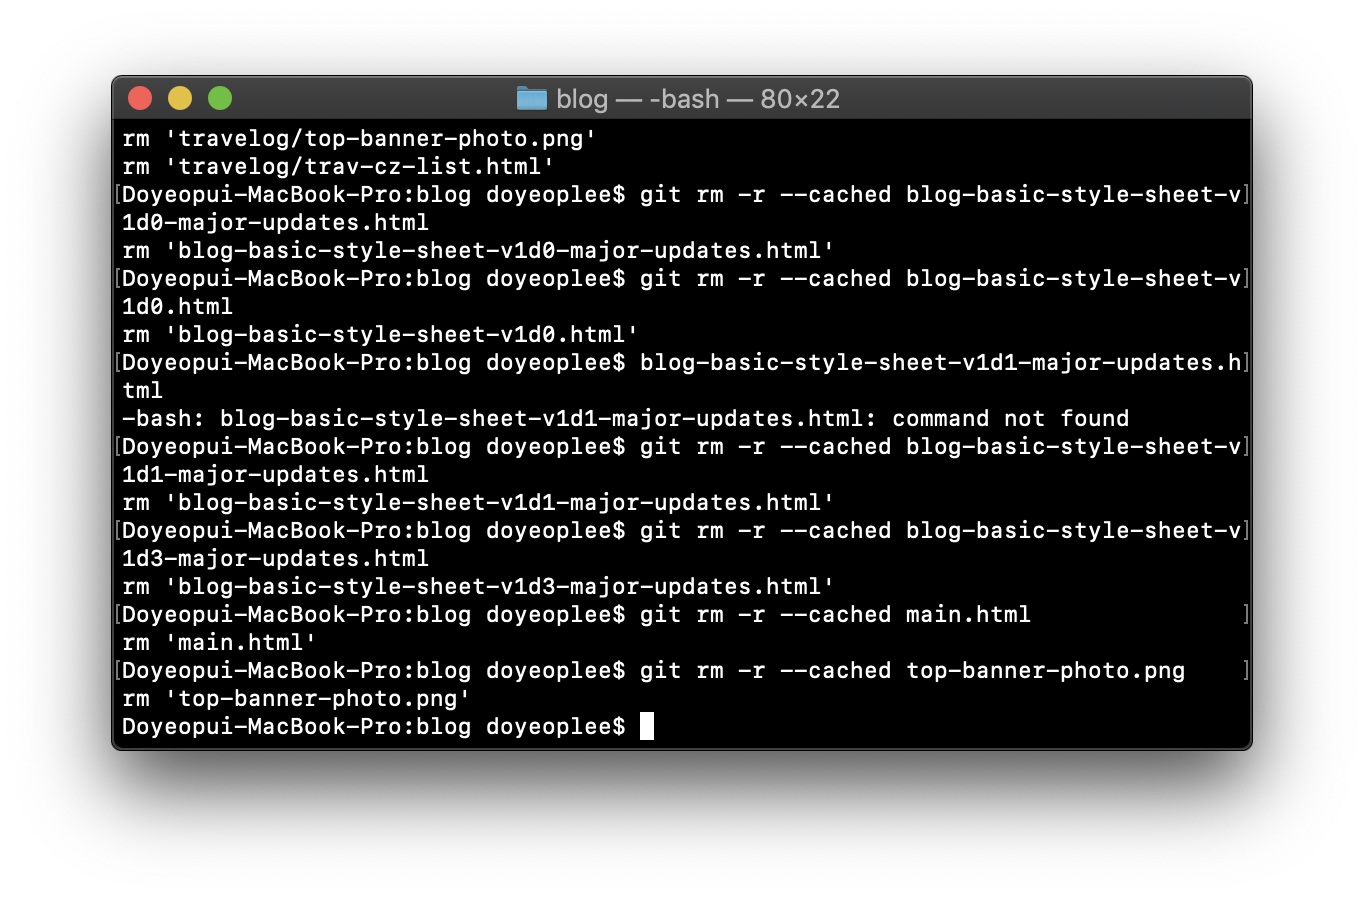 blog — -bash — 80×22
rm 'travelog/top-banner-photo.png'
rm 'travelog/trav-cz-list.html'
[Doyeopui-MacBook-Pro:blog doyeoplee$ git rm -r --cached blog-basic-style-sheet-v]
1d0-major-updates.html
rm 'blog-basic-style-sheet-v1d0-major-updates.html'
[Doyeopui-MacBook-Pro:blog doyeoplee$ git rm -r --cached blog-basic-style-sheet-v]
1d0.html
rm 'blog-basic-style-sheet-v1d0.html'
[Doyeopui-MacBook-Pro:blog doyeoplee$ blog-basic-style-sheet-v1d1-major-updates.h]
tml
-bash: blog-basic-style-sheet-v1d1-major-updates.html: command not found
[Doyeopui-MacBook-Pro:blog doyeoplee$ git rm -r --cached blog-basic-style-sheet-v]
1d1-major-updates.html
rm 'blog-basic-style-sheet-v1d1-major-updates.html'
[Doyeopui-MacBook-Pro:blog doyeoplee$ git rm -r --cached blog-basic-style-sheet-v]
1d3-major-updates.html
rm 'blog-basic-style-sheet-v1d3-major-updates.html'
[Doyeopui-MacBook-Pro:blog doyeoplee$ git rm -r --cached main.html ]
rm 'main.html'
[Doyeopui-MacBook-Pro:blog doyeoplee$ git rm -r --cached top-banner-photo.png ]
rm 'top-banner-photo.png'
Doyeopui-MacBook-Pro:blog doyeoplee$